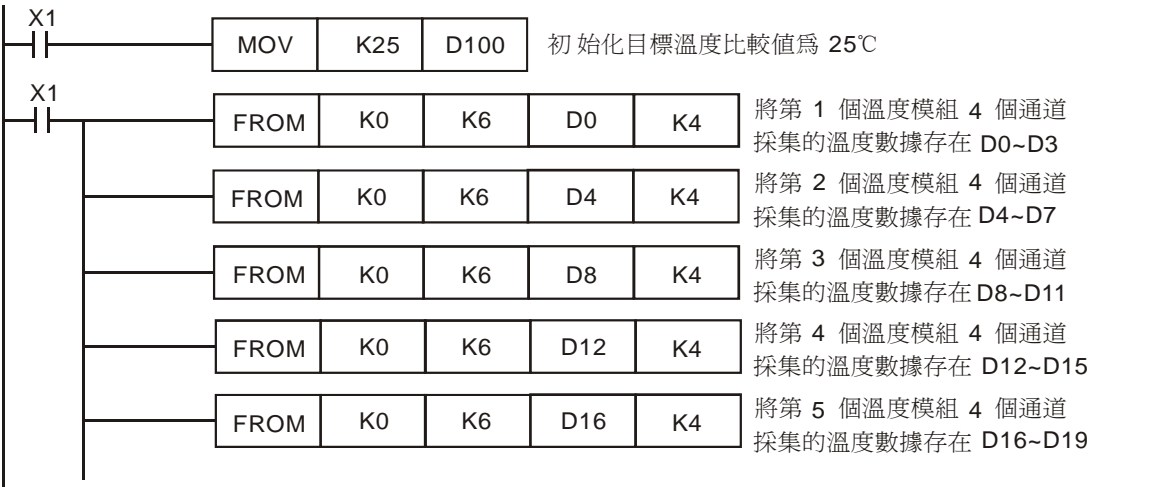 X1
MOV K25 D100 初始化目標溫度比較值爲 25℃
X1
FROM K0 K6 D0 K4 將第 1 個溫度模組 4 個通道
採集的溫度數據存在 D0~D3
FROM K0 K6 D4 K4 將第 2 個溫度模組 4 個通道
採集的溫度數據存在 D4~D7
FROM K0 K6 D8 K4 將第 3 個溫度模組 4 個通道
採集的溫度數據存在 D8~D11
FROM K0 K6 D12 K4 將第 4 個溫度模組 4 個通道
採集的溫度數據存在 D12~D15
FROM K0 K6 D16 K4 將第 5 個溫度模組 4 個通道
採集的溫度數據存在 D16~D19